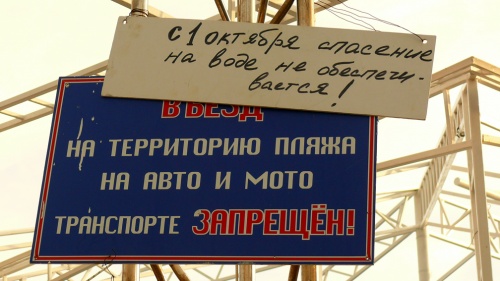 с 1 октября спасение
на воде не обеспечи-
вается!
ВЪЕЗД
НА ТЕРРИТОРИЮ ПЛЯЖА
НА АВТО И МОТО
ТРАНСПОРТЕ ЗАПРЕЩЁН!